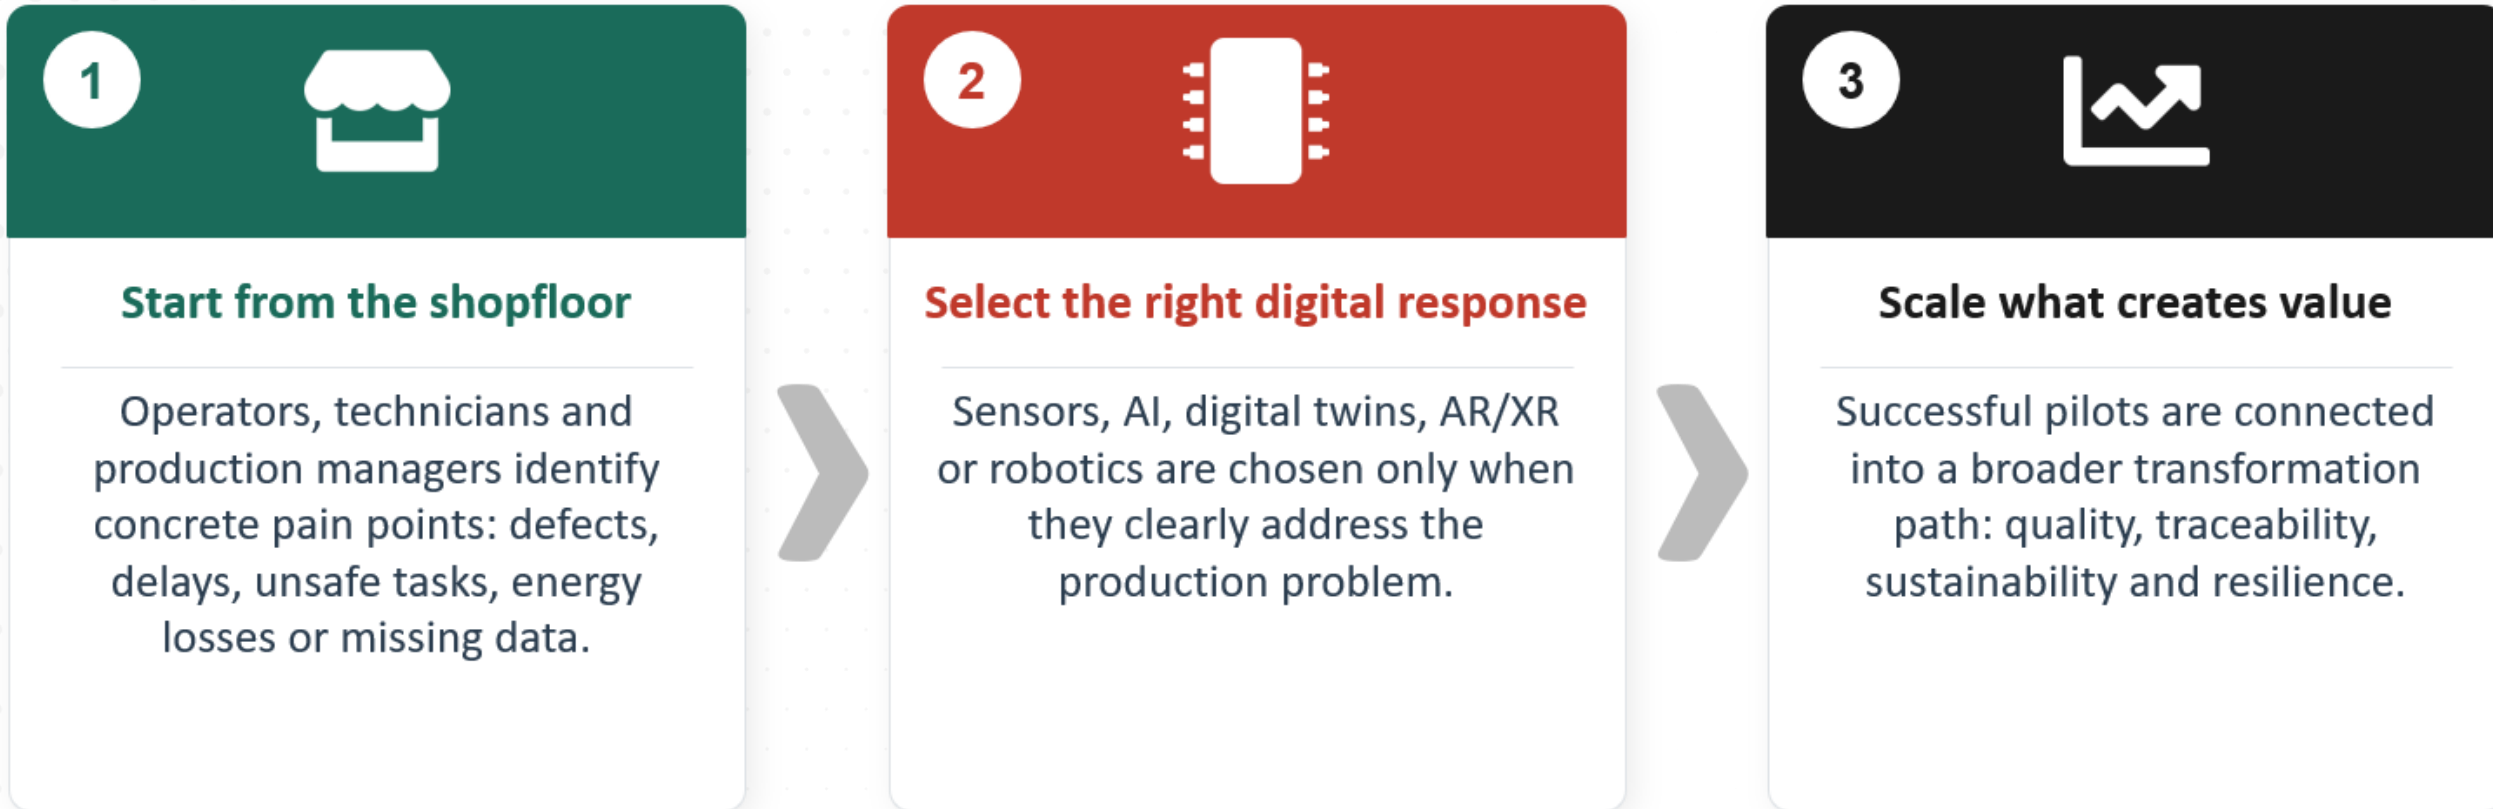 1
Start from the shopfloor
Operators, technicians and
production managers identify
concrete pain points: defects,
delays, unsafe tasks, energy
losses or missing data.
2
Select the right digital response
Sensors, AI, digital twins, AR/XR
or robotics are chosen only when
they clearly address the
production problem.
3
Scale what creates value
Successful pilots are connected
into a broader transformation
path: quality, traceability,
sustainability and resilience.